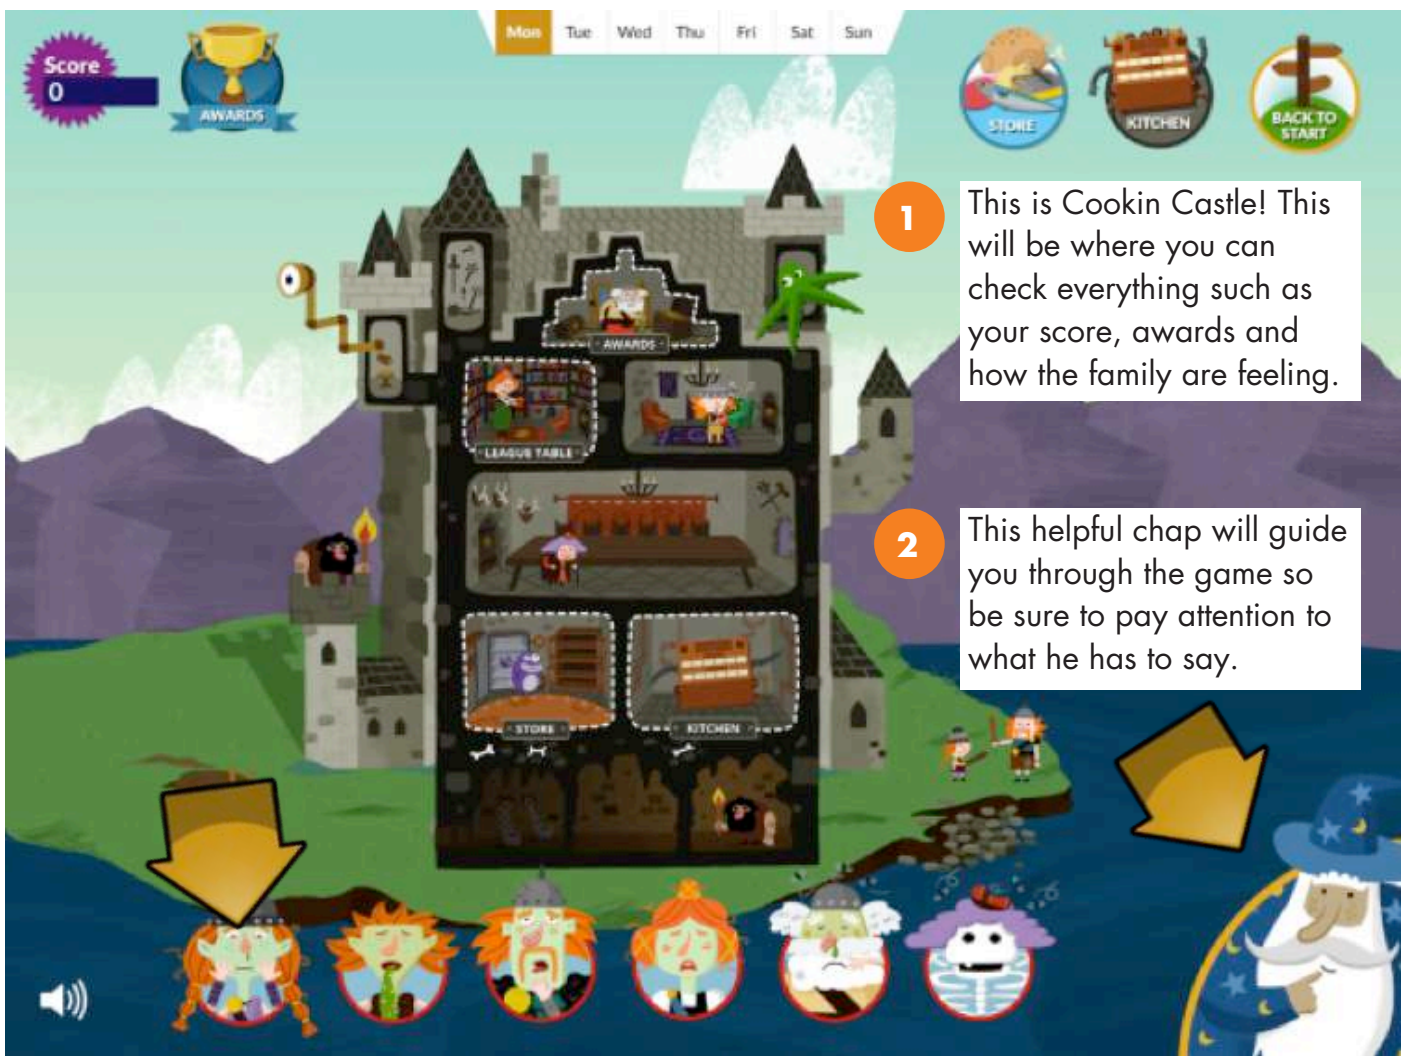 Score
0
AWARDS
Mon Tue Wed Thu Fri Sat Sun
STORE
KITCHEN
BACK TO
START
1
This is Cookin Castle! This
will be where you can
check everything such as
your score, awards and
how the family are feeling.
AWARDS
LEAGUE TABLE
2
This helpful chap will guide
you through the game so
be sure to pay attention to
what he has to say.
STORE
KITCHEN